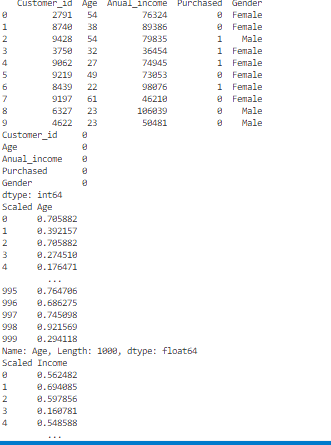 Customer_id Age Anual_income Purchased Gender
0 2791 54 76324 0 Female
1 8740 38 89386 0 Female
2 9428 54 79835 1 Male
3 3750 32 36454 1 Female
4 9062 27 74945 1 Female
5 9219 49 73053 0 Female
6 8439 22 98076 1 Female
7 9197 61 46210 0 Female
8 6327 23 106039 0 Male
9 4622 23 50481 0 Male
Customer_id 0
Age 0
Anual_income 0
Purchased 0
Gender 0
dtype: int64
Scaled Age
0 0.705882
1 0.392157
2 0.705882
3 0.274510
4 0.176471
...
995 0.764706
996 0.686275
997 0.745098
998 0.921569
999 0.294118
Name: Age, Length: 1000, dtype: float64
Scaled Income
0 0.562482
1 0.694085
2 0.597856
3 0.160781
4 0.548588
...